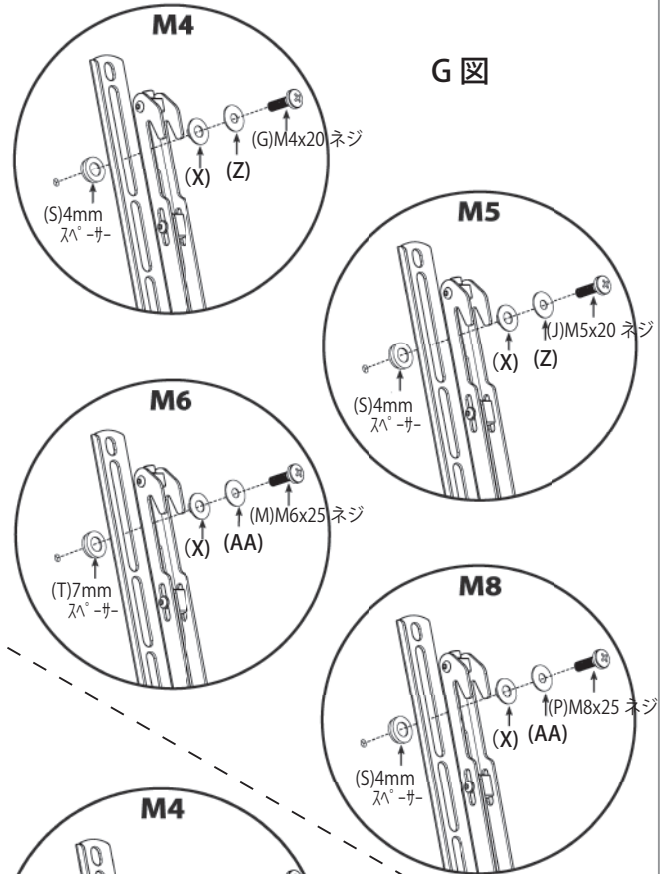 M4
G 図
(G)M4x20 ネジ
(X)
(Z)
(S)4mm
スペーサー
M5
(J)M5x20 ネジ
(X)
(Z)
(S)4mm
スペーサー
M6
(M)M6x25 ネジ
(X)
(AA)
(T)7mm
スペーサー
M8
(P)M8x25 ネジ
(X)
(AA)
(S)4mm
スペーサー
M4